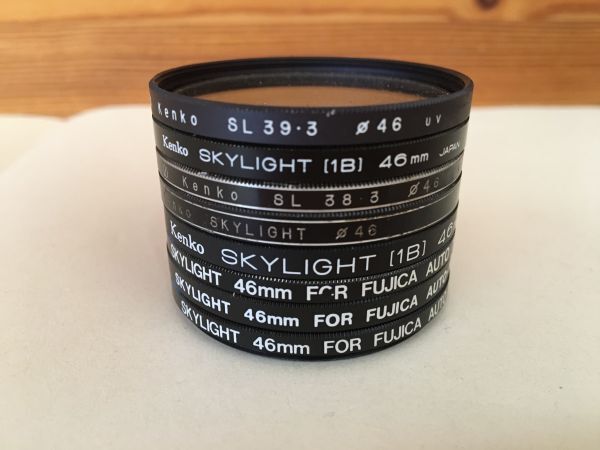 Kenko SL 39·3 ø46 UV
Kenko SKYLIGHT [1B] 46mm JAPAN
Kenko SL 38·3 ø46
SKYLIGHT ø46
Kenko SKYLIGHT [1B]
SKYLIGHT 46mm FOR FUJICA AUTO
SKYLIGHT 46mm FOR FUJICA AUTO
SKYLIGHT 46mm FOR FUJICA AUTO